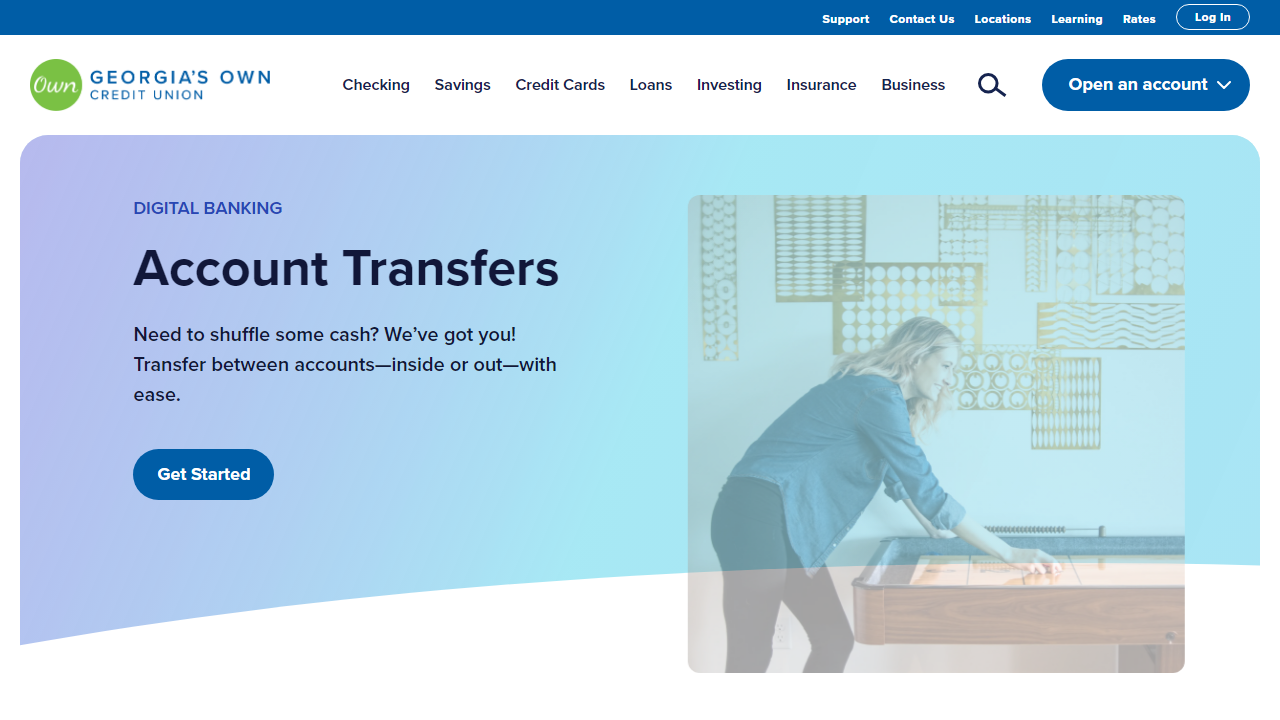 Support Contact Us Locations Learning Rates Log In
Own GEORGIA'S OWN
CREDIT UNION
Checking Savings Credit Cards Loans Investing Insurance Business Open an account
DIGITAL BANKING
Account Transfers
Need to shuffle some cash? We’ve got you!
Transfer between accounts—inside or out—with
ease.
Get Started